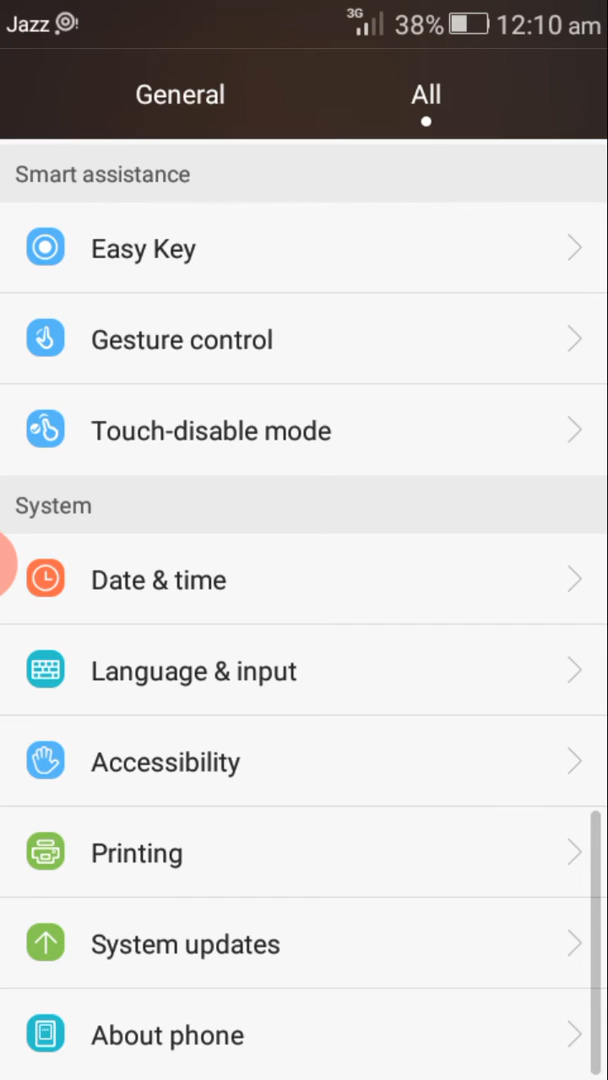 Jazz 3G 38% 12:10 am
General All
Smart assistance
Easy Key
Gesture control
Touch-disable mode
System
Date & time
Language & input
Accessibility
Printing
System updates
About phone